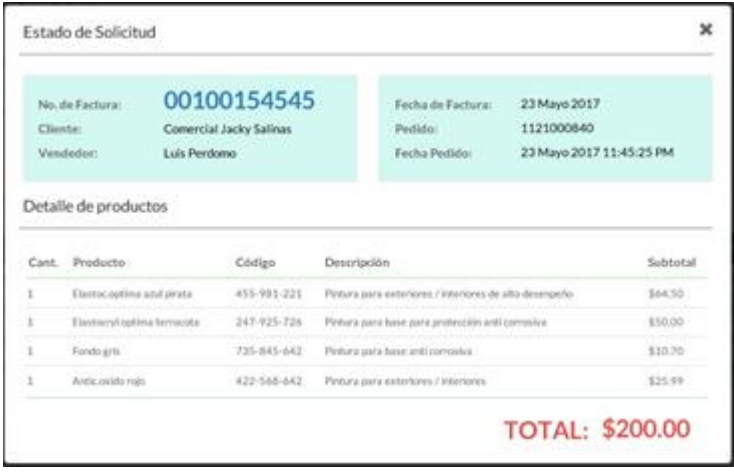 Estado de Solicitud ✖
No. de Factura: 00100154545
Cliente: Comercial Jacky Salinas
Vendedor: Luis Perdomo
Fecha de Factura: 23 Mayo 2017
Pedido: 1121000840
Fecha Pedido: 23 Mayo 2017 11:45:25 PM
Detalle de productos
Cant. Producto Código Descripción Subtotal
1 Elastoc.optima azul pirata 455-981-221 Pintura para exteriores / interiores de alto desempeño $64.50
1 Elastacryl optima terracota 247-925-726 Pintura para base para protección anti corrosiva $50.00
1 Fondo gris 735-845-642 Pintura para base anti corrosiva $10.70
1 Antic.oxido rojo 422-568-642 Pintura para exteriores / interiores $25.99
TOTAL: $200.00